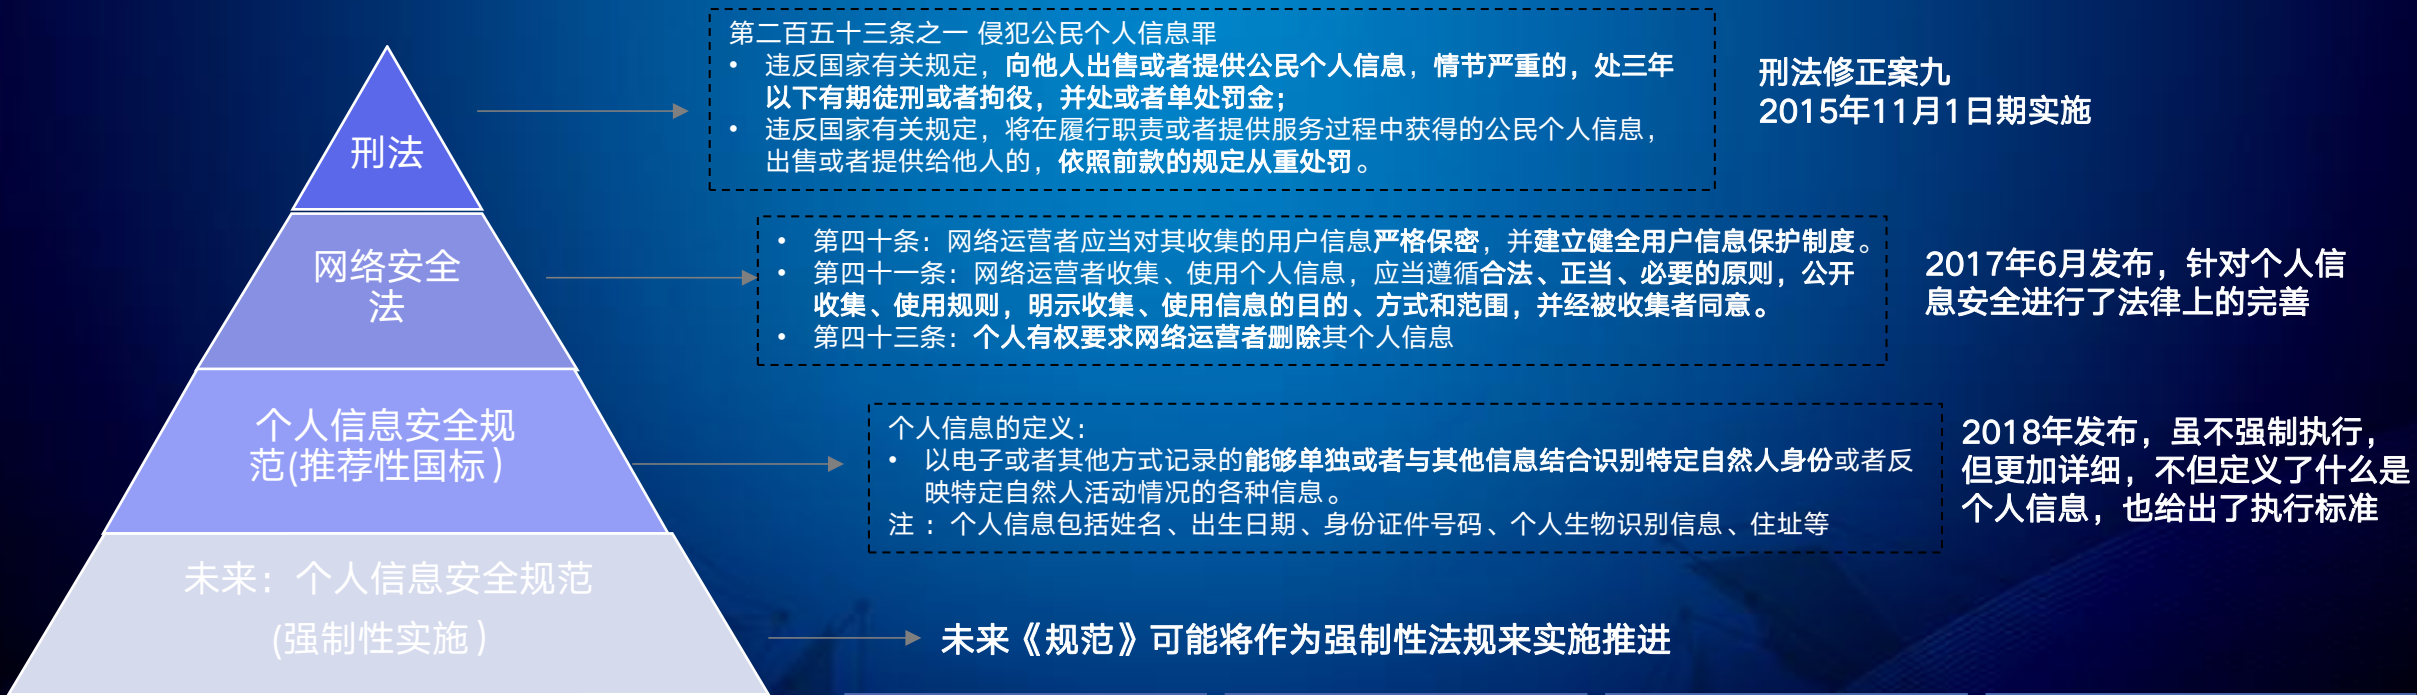 刑法
第二百五十三条之一 侵犯公民个人信息罪
• 违反国家有关规定，向他人出售或者提供公民个人信息，情节严重的，处三年
以下有期徒刑或者拘役，并处或者单处罚金；
• 违反国家有关规定，将在履行职责或者提供服务过程中获得的公民个人信息，
出售或者提供给他人的，依照前款的规定从重处罚。
刑法修正案九
2015年11月1日期实施
网络安全
法
• 第四十条：网络运营者应当对其收集的用户信息严格保密，并建立健全用户信息保护制度。
• 第四十一条：网络运营者收集、使用个人信息，应当遵循合法、正当、必要的原则，公开
收集、使用规则，明示收集、使用信息的目的、方式和范围，并经被收集者同意。
• 第四十三条：个人有权要求网络运营者删除其个人信息
2017年6月发布，针对个人信
息安全进行了法律上的完善
个人信息安全规
范(推荐性国标）
个人信息的定义：
• 以电子或者其他方式记录的能够单独或者与其他信息结合识别特定自然人身份或者反
映特定自然人活动情况的各种信息。
注 ：个人信息包括姓名、出生日期、身份证件号码、个人生物识别信息、住址等
2018年发布，虽不强制执行，
但更加详细，不但定义了什么是
个人信息，也给出了执行标准
未来：个人信息安全规范
(强制性实施）
未来《规范》可能将作为强制性法规来实施推进